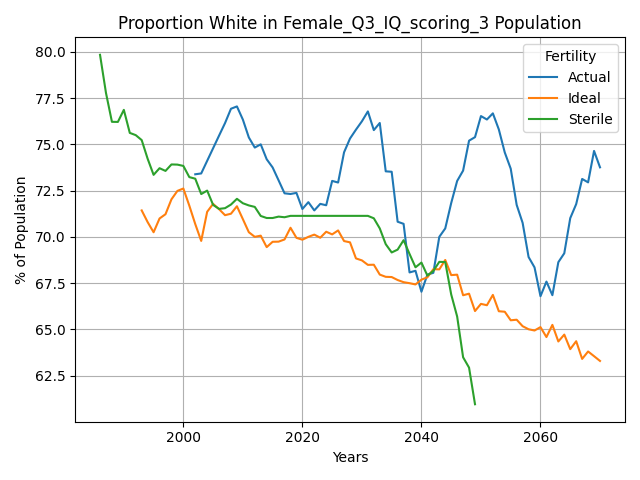 Proportion White in Female_Q3_IQ_scoring_3 Population
80.0
77.5
75.0
72.5
70.0
67.5
65.0
62.5
% of Population
Fertility
Actual
Ideal
Sterile
2000
2020
2040
2060
Years